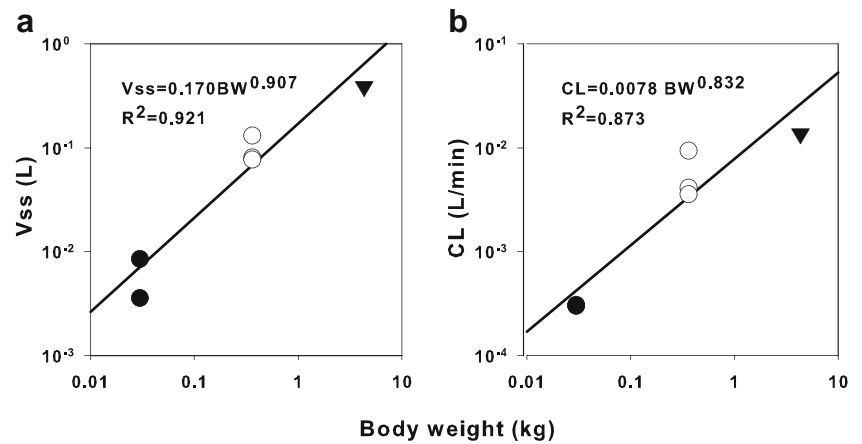 a
Vss=0.170BW^0.907
R^2=0.921
10^0
10^-1
10^-2
10^-3
Vss (L)
0.01 0.1 1 10
b
CL=0.0078 BW^0.832
R^2=0.873
10^-1
10^-2
10^-3
10^-4
CL (L/min)
0.01 0.1 1 10
Body weight (kg)